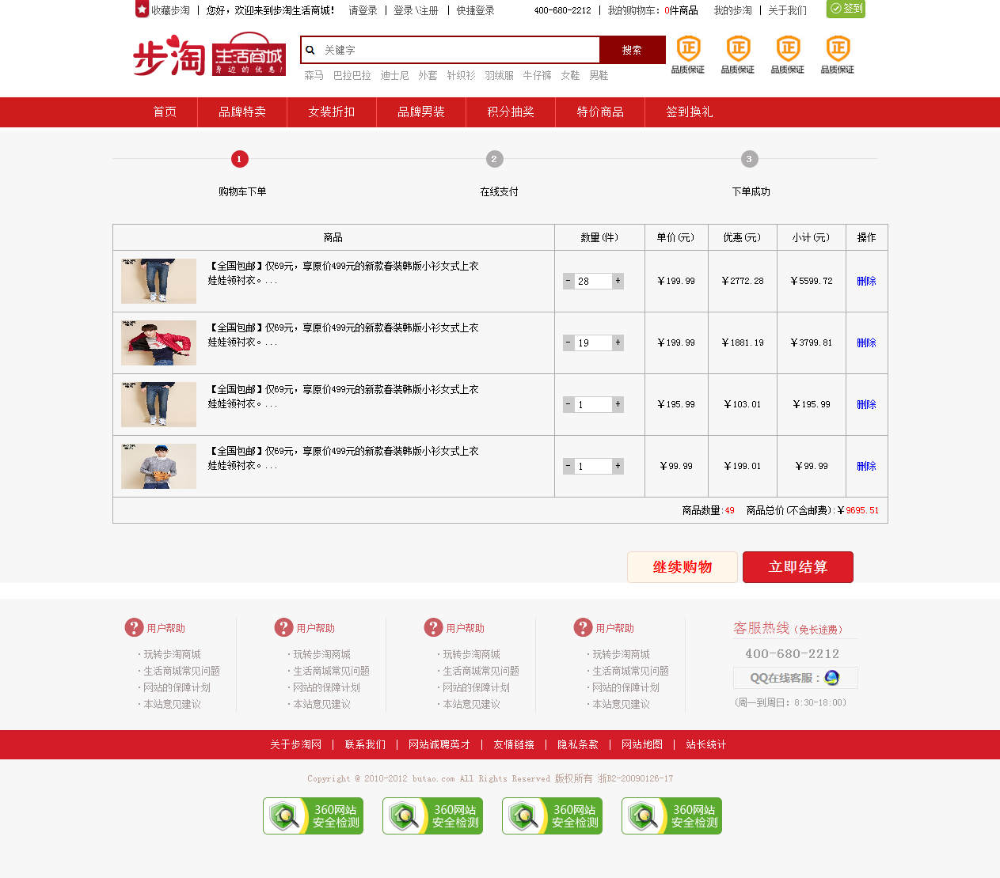 收藏步淘 | 您好，欢迎来到步淘生活商城！ 请登录 | 登录\注册 | 快捷登录 400-680-2212 | 我的购物车：0件商品 我的步淘 | 关于我们 签到
步淘 生活商城
身边的优惠！
关键字 搜索
森马 巴拉巴拉 迪士尼 外套 针织衫 羽绒服 牛仔裤 女鞋 男鞋
正 正 正 正
品质保证 品质保证 品质保证 品质保证
首页 品牌特卖 女装折扣 品牌男装 积分抽奖 特价商品 签到换礼
1 2 3
购物车下单 在线支付 下单成功
商品 数量(件) 单价(元) 优惠(元) 小计(元) 操作
【全国包邮】仅69元，享原价499元的新款春装韩版小衫女式上衣
娃娃领衬衣。...
- 28 + ￥199.99 ￥2772.28 ￥5599.72 删除
【全国包邮】仅69元，享原价499元的新款春装韩版小衫女式上衣
娃娃领衬衣。...
- 19 + ￥199.99 ￥1881.19 ￥3799.81 删除
【全国包邮】仅69元，享原价499元的新款春装韩版小衫女式上衣
娃娃领衬衣。...
- 1 + ￥195.99 ￥103.01 ￥195.99 删除
【全国包邮】仅69元，享原价499元的新款春装韩版小衫女式上衣
娃娃领衬衣。...
- 1 + ￥99.99 ￥199.01 ￥99.99 删除
商品数量:49 商品总价(不含邮费):￥9695.51
继续购物 立即结算
? 用户帮助 ? 用户帮助 ? 用户帮助 ? 用户帮助 客服热线（免长途费）
·玩转步淘商城 ·玩转步淘商城 ·玩转步淘商城 ·玩转步淘商城 400-680-2212
·生活商城常见问题 ·生活商城常见问题 ·生活商城常见问题 ·生活商城常见问题 QQ在线客服：
·网站的保障计划 ·网站的保障计划 ·网站的保障计划 ·网站的保障计划
·本站意见建议 ·本站意见建议 ·本站意见建议 ·本站意见建议 (周一到周日：8:30-18:00)
关于步淘网 | 联系我们 | 网站诚聘英才 | 友情链接 | 隐私条款 | 网站地图 | 站长统计
Copyright @ 2010-2012 butao.com All Rights Reserved 版权所有 浙B2-20090126-17
360网站 360网站 360网站 360网站
安全检测 安全检测 安全检测 安全检测